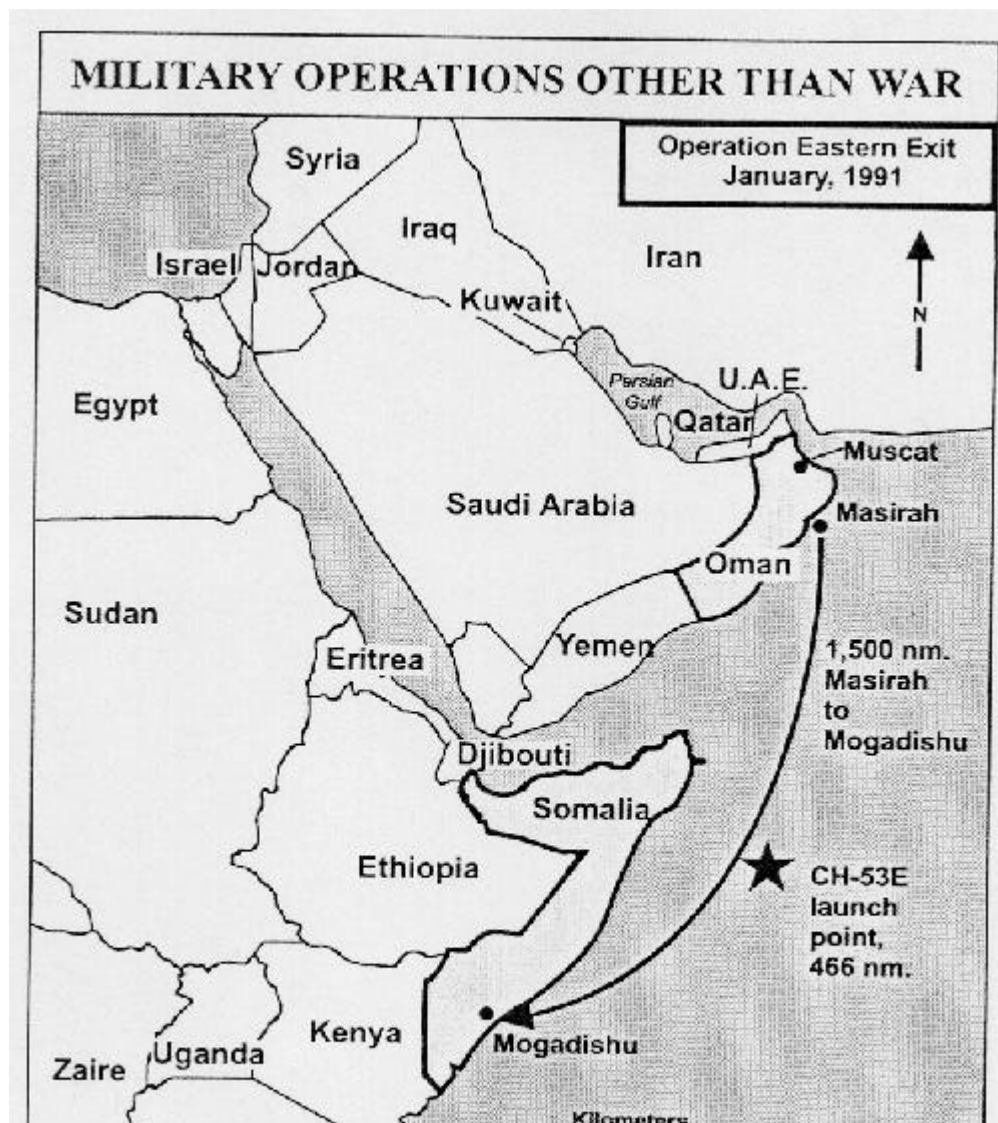 MILITARY OPERATIONS OTHER THAN WAR
Operation Eastern Exit
January, 1991
Syria
Iraq
Iran
Israel
Jordan
Kuwait
N
Persian
Gulf
U.A.E.
Egypt
Qatar
Muscat
Saudi Arabia
Masirah
Oman
Sudan
Yemen
Eritrea
1,500 nm.
Masirah
to
Mogadishu
Djibouti
Somalia
Ethiopia
CH-53E
launch
point,
466 nm.
Kenya
Mogadishu
Uganda
Zaire
Kilometers